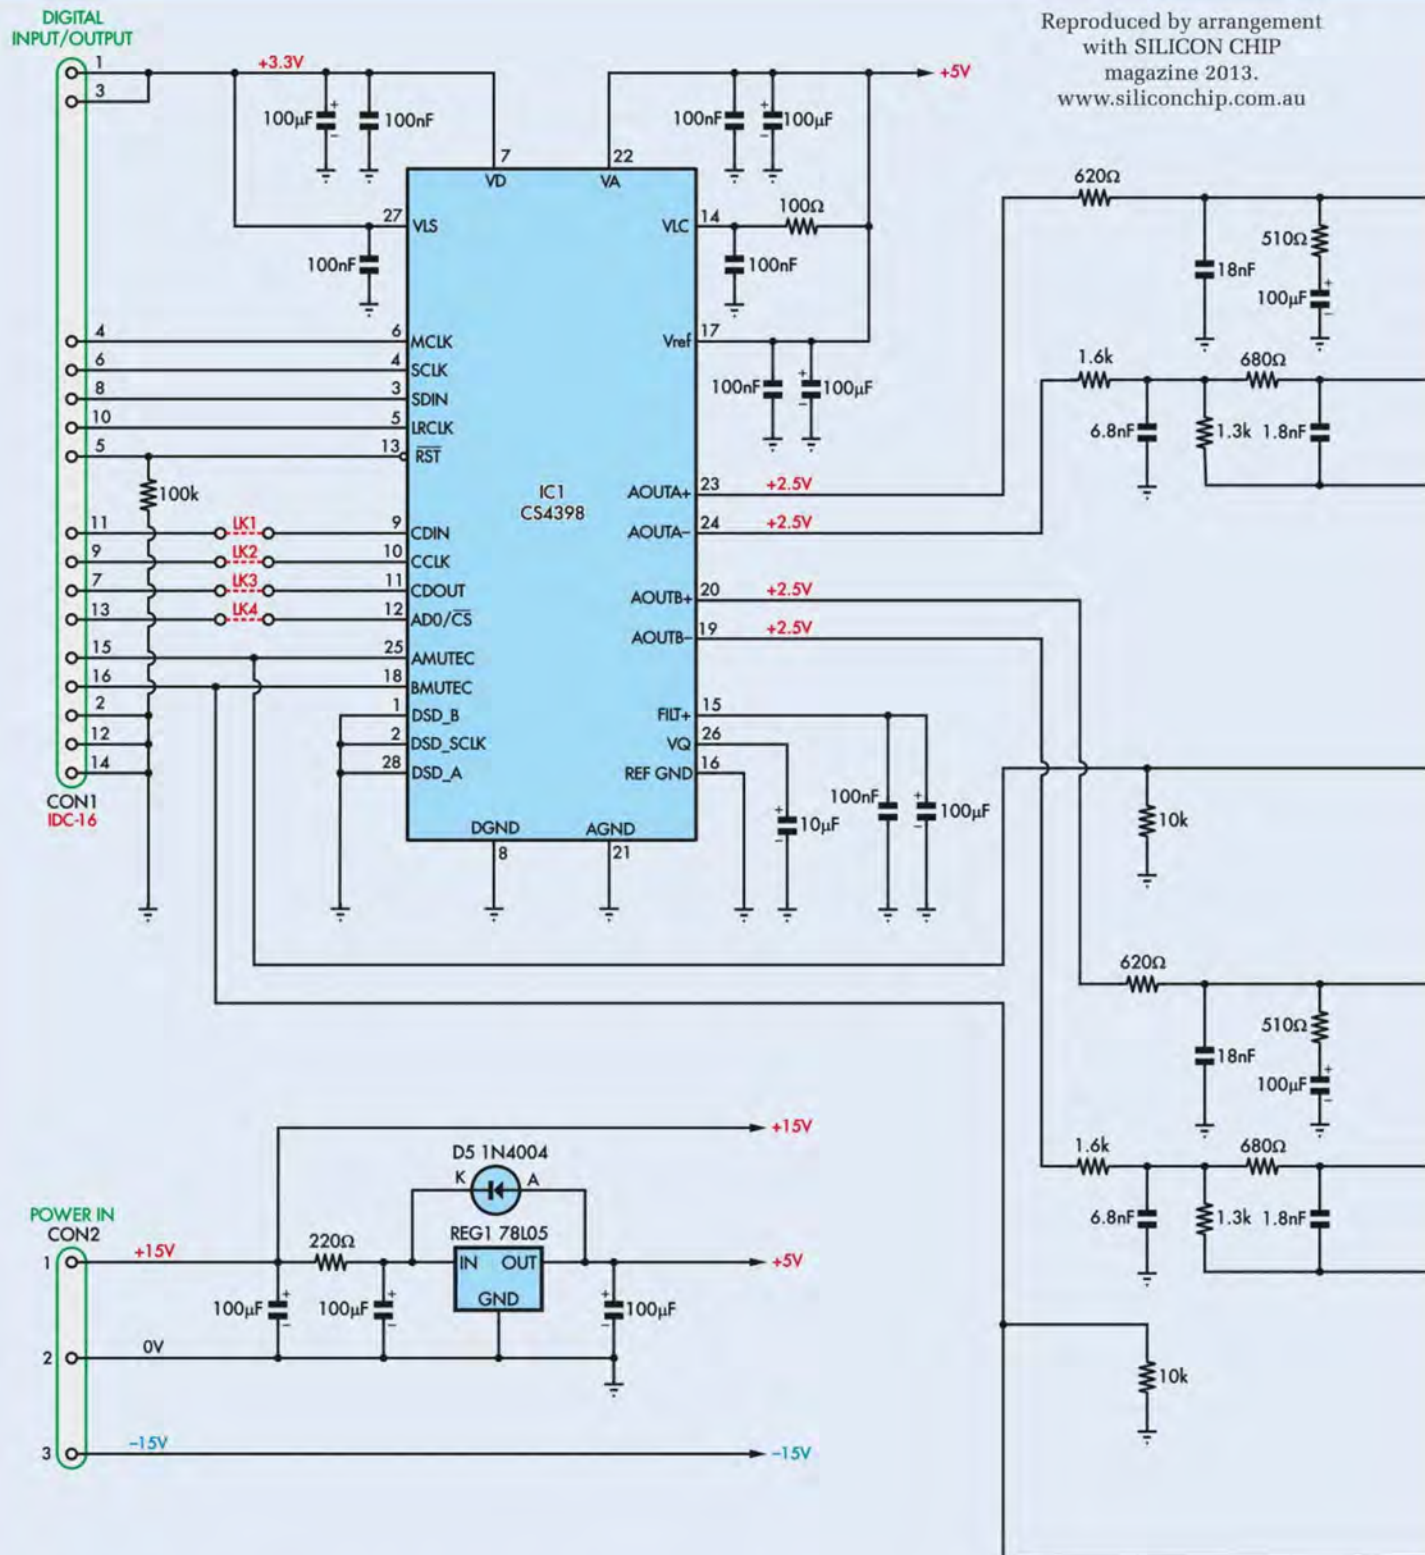 DIGITAL
INPUT/OUTPUT
Reproduced by arrangement
with SILICON CHIP
magazine 2013.
www.siliconchip.com.au
1
3
+3.3V
+5V
100µF
+
–
100nF
100nF
+
100µF
–
7
22
VD
VA
27
VLS
100nF
14
VLC
100Ω
100nF
17
Vref
100nF
+
–
100µF
4
6
MCLK
6
4
SCLK
8
3
SDIN
10
5
LRCLK
5
13
RST
100k
IC1
CS4398
11
LK1
9
CDIN
9
LK2
10
CCLK
7
LK3
11
CDOUT
13
LK4
12
AD0/CS
15
25
AMUTEC
16
18
BMUTEC
2
1
DSD_B
12
2
DSD_SCLK
14
28
DSD_A
CON1
IDC-16
AOUTA+
23
+2.5V
AOUTA–
24
+2.5V
AOUTB+
20
+2.5V
AOUTB–
19
+2.5V
FILT+
15
VQ
26
REF GND
16
+
10µF
–
100nF
+
100µF
–
DGND
8
AGND
21
620Ω
18nF
510Ω
100µF
+
–
1.6k
680Ω
6.8nF
1.3k
1.8nF
10k
620Ω
18nF
510Ω
100µF
+
–
1.6k
680Ω
6.8nF
1.3k
1.8nF
10k
+15V
D5 1N4004
K
A
REG1 78L05
POWER IN
CON2
1
+15V
220Ω
IN
OUT
GND
+5V
100µF
+
–
100µF
+
–
+
100µF
–
2
0V
3
–15V
–15V